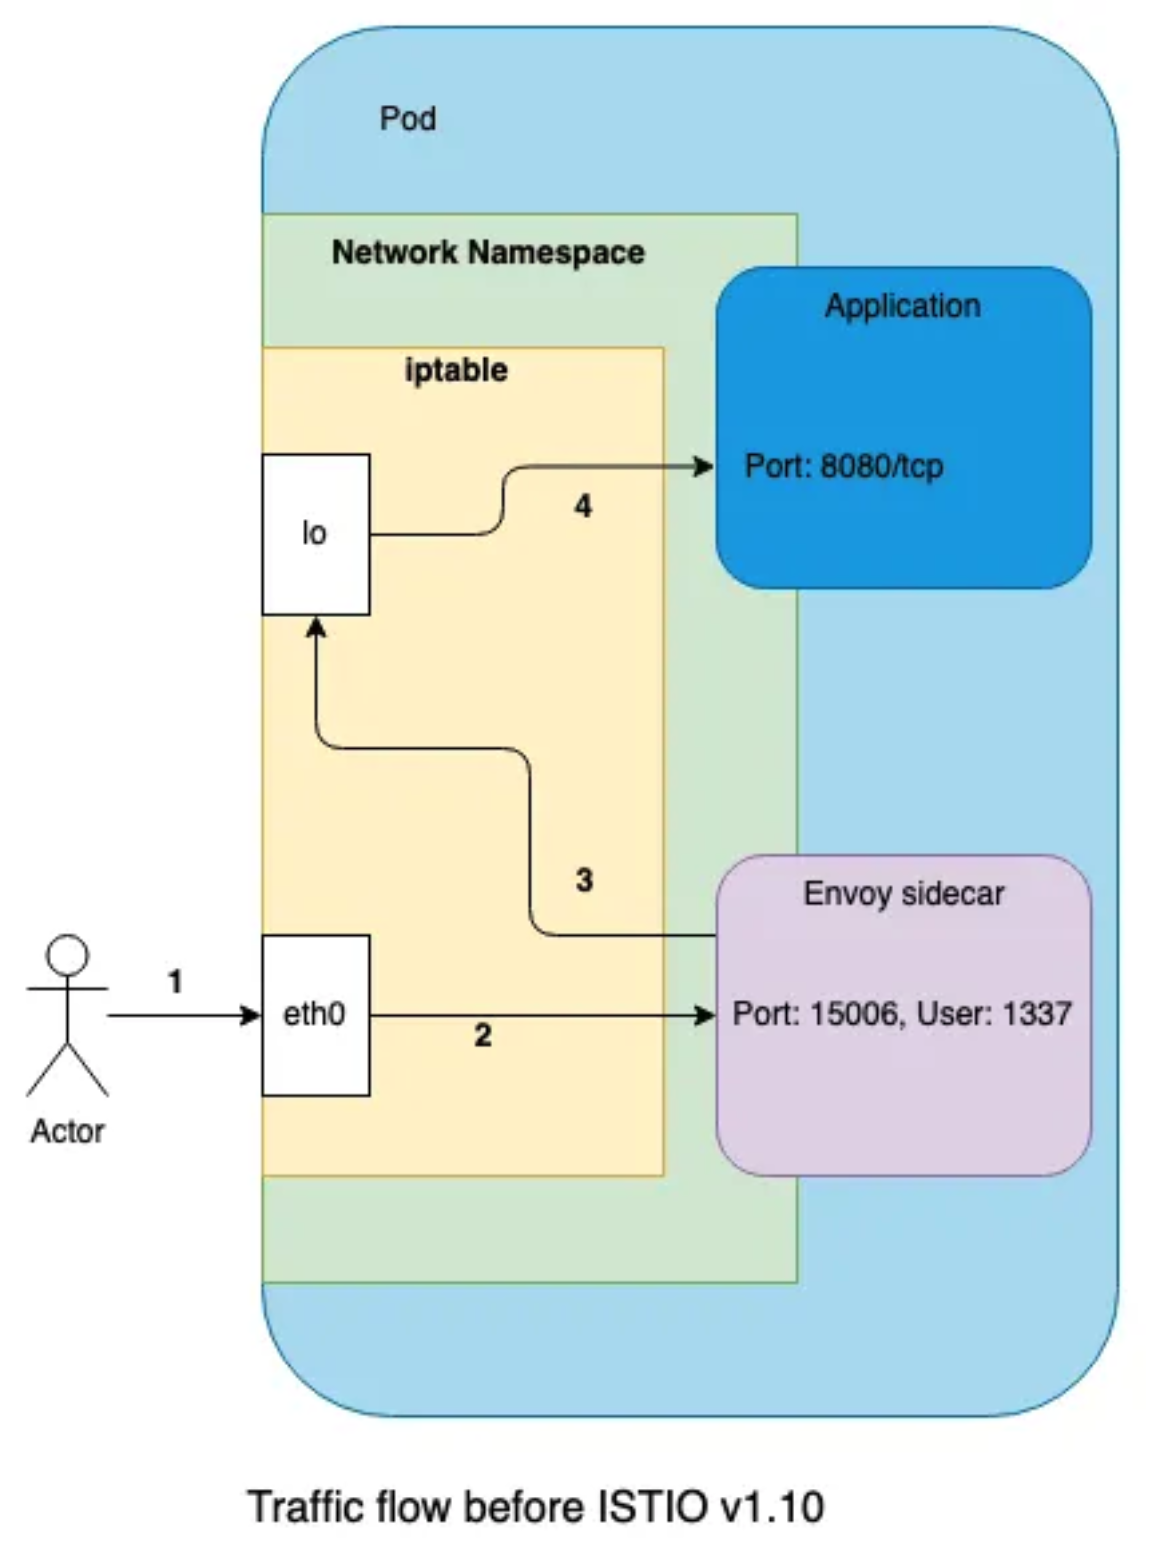 Pod
Network Namespace
Application
iptable
Port: 8080/tcp
4
lo
3
Envoy sidecar
1
eth0
2
Port: 15006, User: 1337
Actor
Traffic flow before ISTIO v1.10